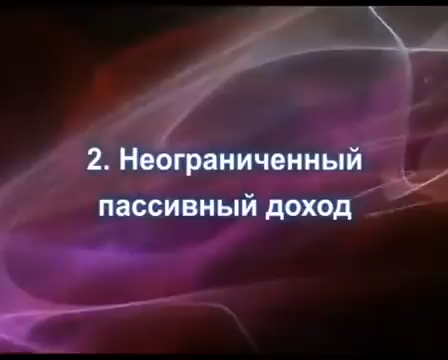 2. Неограниченный
пассивный доход